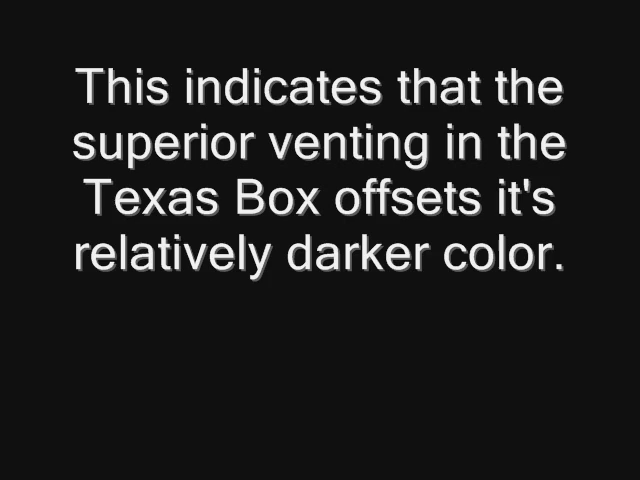 This indicates that the
superior venting in the
Texas Box offsets it's
relatively darker color.